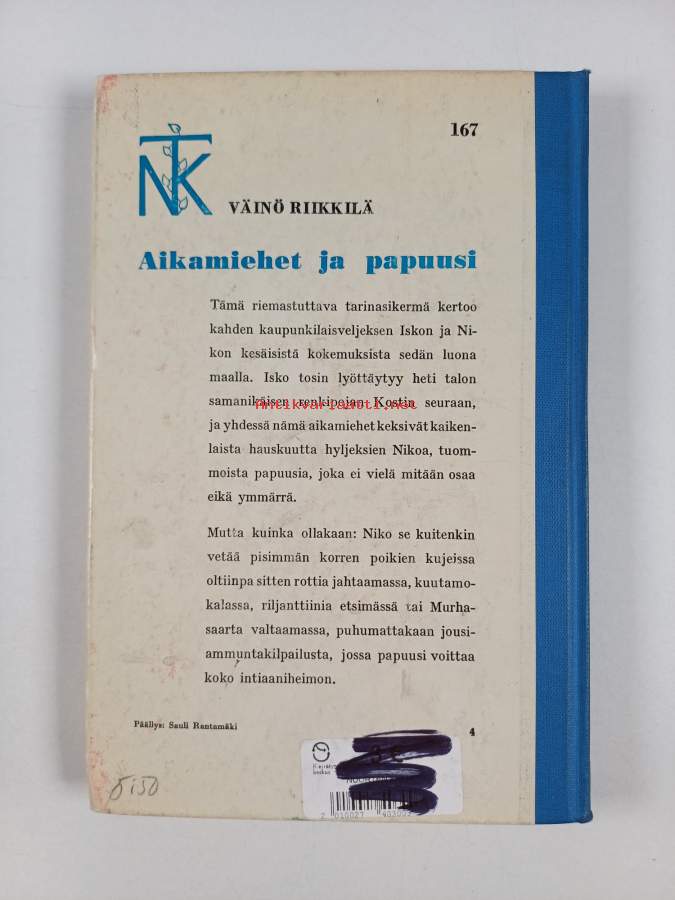 167
NTK
VÄINÖ RIIKKILÄ
Aikamiehet ja papuusi
Tämä riemastuttava tarinasikermä kertoo
kahden kaupunkilaisveljeksen Iskon ja Ni-
kon kesäisistä kokemuksista sedän luona
maalla. Isko tosin lyöttäytyy heti talon
samanikäisen renkipojan Kostin seuraan,
Antikvariaatti.net
ja yhdessä nämä aikamiehet keksivät kaiken-
laista hauskuutta hyljeksien Nikoa, tuom-
moista papuusia, joka ei vielä mitään osaa
eikä ymmärrä.
Mutta kuinka ollakaan: Niko se kuitenkin
vetää pisimmän korren poikien kujeissa
oltiinpa sitten rottia jahtaamassa, kuutamo-
kalassa, riljanttiinia etsimässä tai Murha-
saarta valtaamassa, puhumattakaan jousi-
ammuntakilpailusta, jossa papuusi voittaa
koko intiaaniheimon.
Päällys: Sauli Rantamäki
4